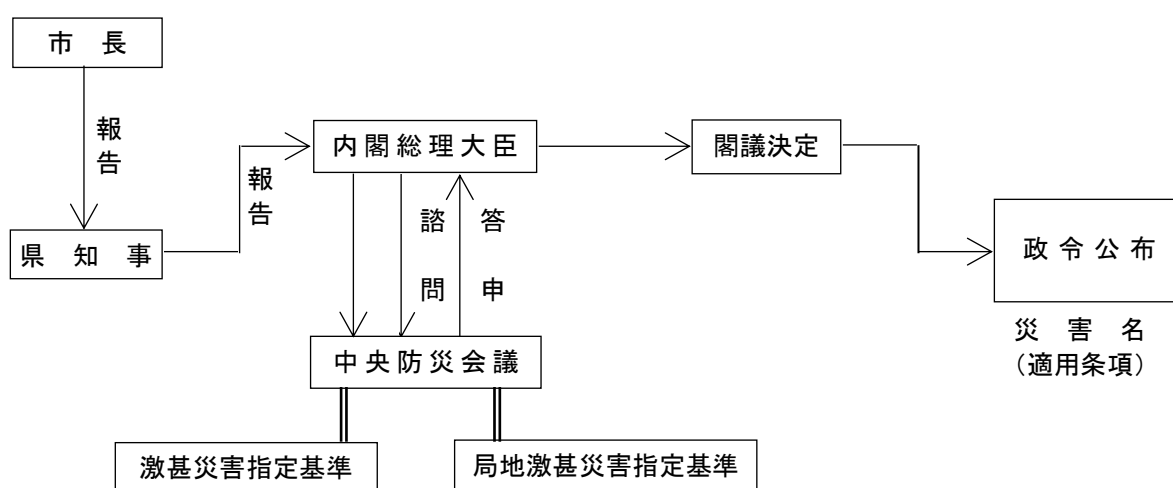 市長
報告
県知事
報告
内閣総理大臣
諮問
答申
閣議決定
政令公布
災害名
（適用条項）
中央防災会議
激甚災害指定基準
局地激甚災害指定基準